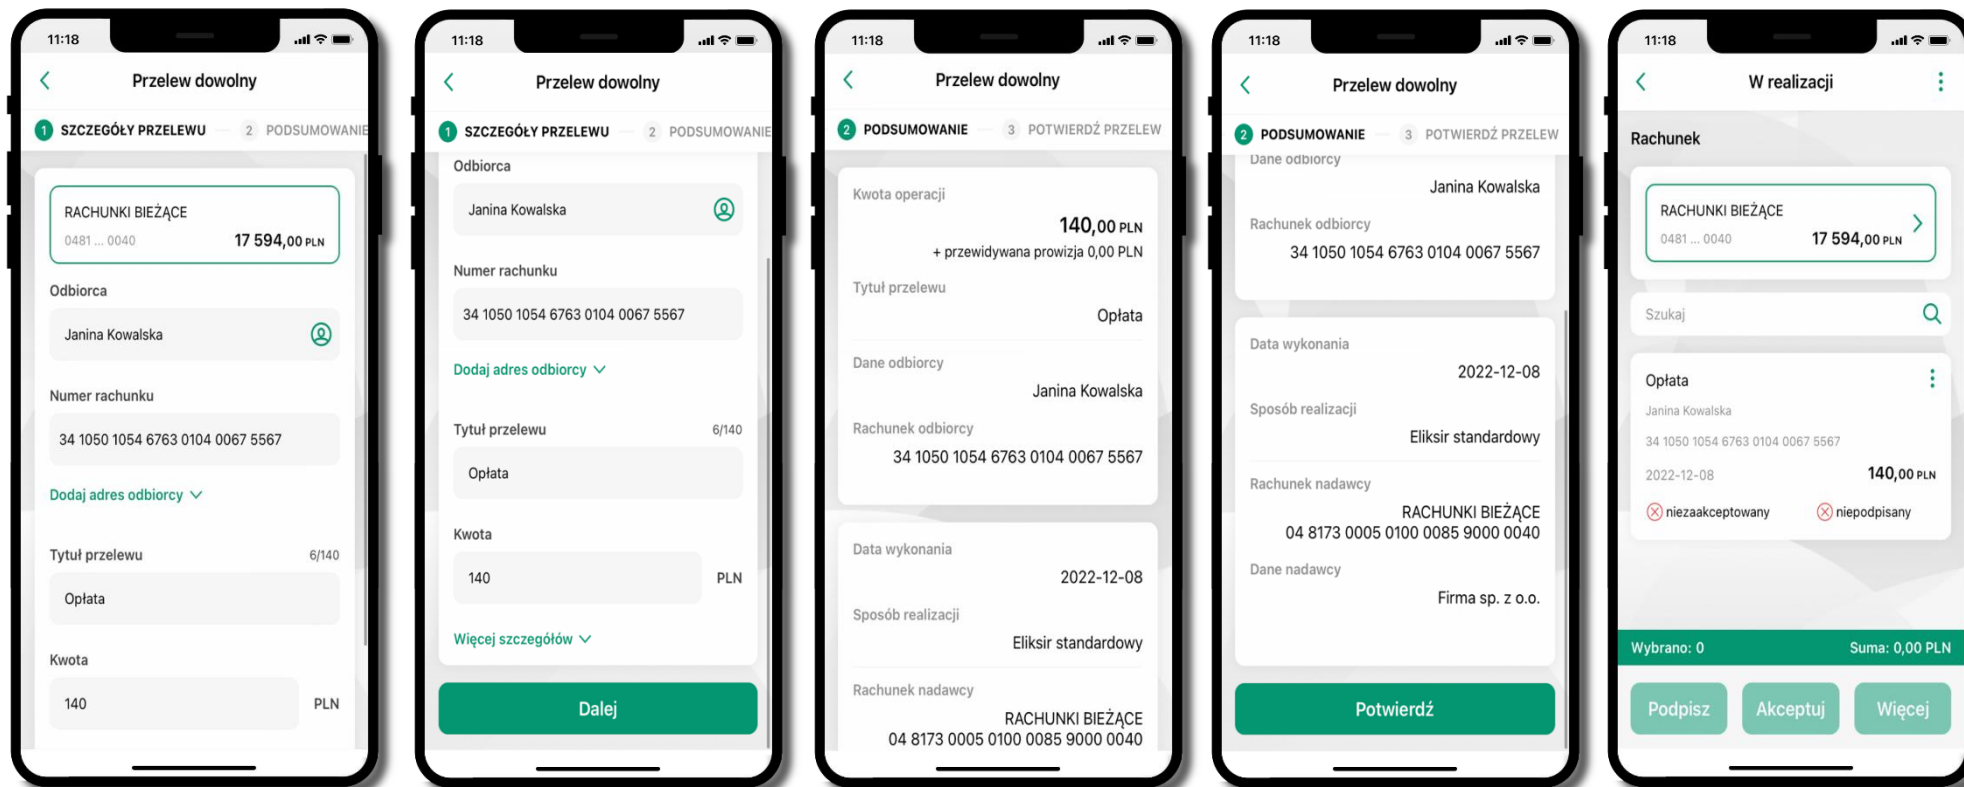 11:18
Przelew dowolny
1 SZCZEGÓŁY PRZELEWU 2 PODSUMOWANIE
RACHUNKI BIEŻĄCE
0481 ... 0040 17 594,00 PLN
Odbiorca
Janina Kowalska
Numer rachunku
34 1050 1054 6763 0104 0067 5567
Dodaj adres odbiorcy
Tytuł przelewu 6/140
Opłata
Kwota
140 PLN
11:18
Przelew dowolny
1 SZCZEGÓŁY PRZELEWU 2 PODSUMOWANIE
Odbiorca
Janina Kowalska
Numer rachunku
34 1050 1054 6763 0104 0067 5567
Dodaj adres odbiorcy
Tytuł przelewu 6/140
Opłata
Kwota
140 PLN
Więcej szczegółów
Dalej
11:18
Przelew dowolny
2 PODSUMOWANIE 3 POTWIERDŹ PRZELEW
Kwota operacji
140,00 PLN
+ przewidywana prowizja 0,00 PLN
Tytuł przelewu
Opłata
Dane odbiorcy
Janina Kowalska
Rachunek odbiorcy
34 1050 1054 6763 0104 0067 5567
Data wykonania
2022-12-08
Sposób realizacji
Eliksir standardowy
Rachunek nadawcy
RACHUNKI BIEŻĄCE
04 8173 0005 0100 0085 9000 0040
11:18
Przelew dowolny
2 PODSUMOWANIE 3 POTWIERDŹ PRZELEW
Dane odbiorcy
Janina Kowalska
Rachunek odbiorcy
34 1050 1054 6763 0104 0067 5567
Data wykonania
2022-12-08
Sposób realizacji
Eliksir standardowy
Rachunek nadawcy
RACHUNKI BIEŻĄCE
04 8173 0005 0100 0085 9000 0040
Dane nadawcy
Firma sp. z o.o.
Potwierdź
11:18
W realizacji
Rachunek
RACHUNKI BIEŻĄCE
0481 ... 0040 17 594,00 PLN
Szukaj
Opłata
Janina Kowalska
34 1050 1054 6763 0104 0067 5567
2022-12-08 140,00 PLN
niezaakceptowany niepodpisany
Wybrano: 0 Suma: 0,00 PLN
Podpisz Akceptuj Więcej